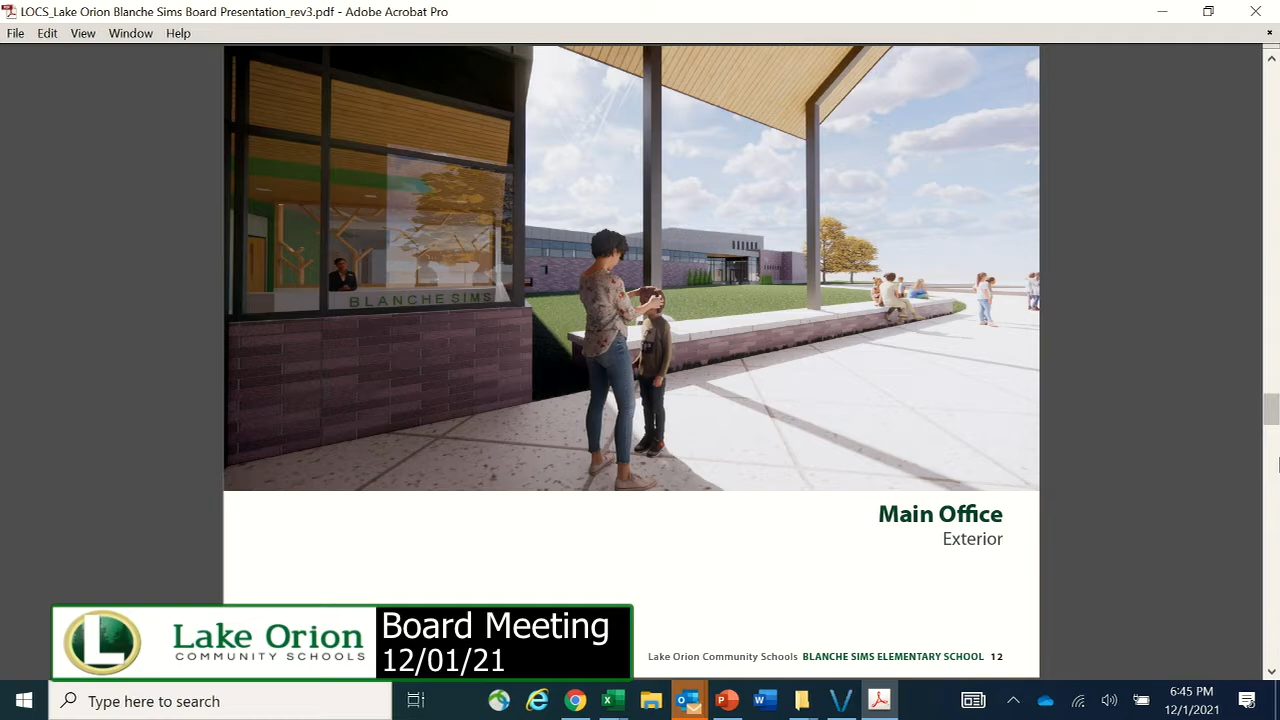 LOCS_Lake Orion Blanche Sims Board Presentation_rev3.pdf - Adobe Acrobat Pro
File Edit View Window Help
BLANCHE SIMS
Main Office
Exterior
Lake Orion
COMMUNITY SCHOOLS
Board Meeting
12/01/21
Lake Orion Community Schools BLANCHE SIMS ELEMENTARY SCHOOL 12
Type here to search
6:45 PM
12/1/2021